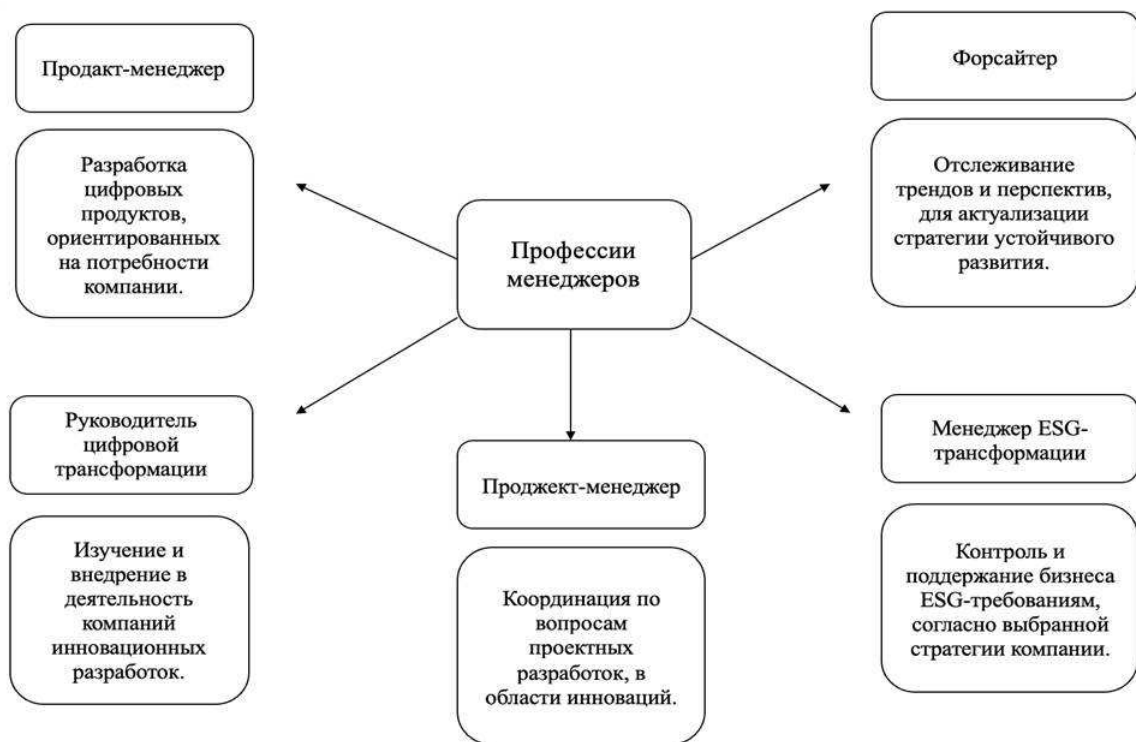 Продакт-менеджер
Разработка
цифровых
продуктов,
ориентированных
на потребности
компании.
Форсайтер
Отслеживание
трендов и перспектив,
для актуализации
стратегии устойчивого
развития.
Профессии
менеджеров
Руководитель
цифровой
трансформации
Изучение и
внедрение в
деятельность
компаний
инновационных
разработок.
Проджект-менеджер
Координация по
вопросам
проектных
разработок, в
области инноваций.
Менеджер ESG-
трансформации
Контроль и
поддержание бизнеса
ESG-требованиям,
согласно выбранной
стратегии компании.